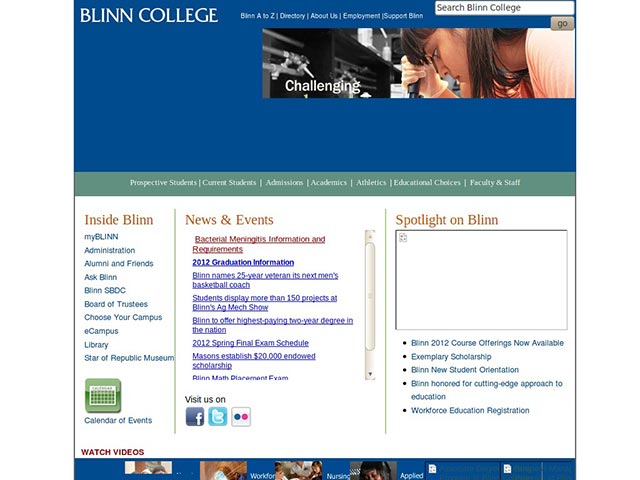 BLINN COLLEGE
Blinn A to Z | Directory | About Us | Employment |Support Blinn
Search Blinn College
go
Challenging
Prospective Students | Current Students | Admissions | Academics | Athletics | Educational Choices | Faculty & Staff
Inside Blinn
myBLINN
Administration
Alumni and Friends
Ask Blinn
Blinn SBDC
Board of Trustees
Choose Your Campus
eCampus
Library
Star of Republic Museum
CALENDAR
Calendar of Events
News & Events
Bacterial Meningitis Information and
Requirements
2012 Graduation Information
Blinn names 25-year veteran its next men's
basketball coach
Students display more than 150 projects at
Blinn's Ag Mech Show
Blinn to offer highest-paying two-year degree in
the nation
2012 Spring Final Exam Schedule
Masons establish $20,000 endowed
scholarship
Blinn Math Placement Exam
Visit us on
Spotlight on Blinn
Blinn 2012 Course Offerings Now Available
Exemplary Scholarship
Blinn New Student Orientation
Blinn honored for cutting-edge approach to
education
Workforce Education Registration
WATCH VIDEOS
Workfor
Nursing
Applied